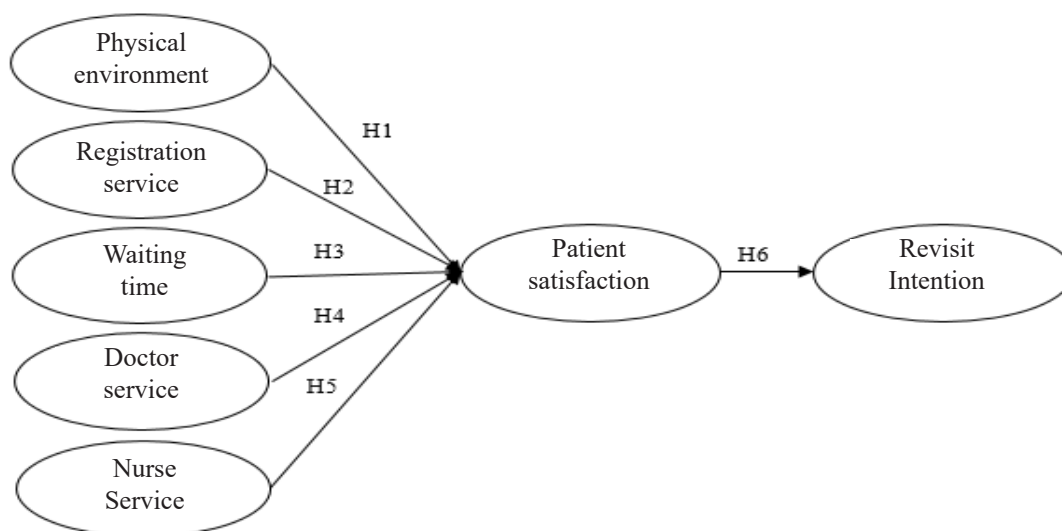 Physical
environment
H1
Registration
service
H2
Waiting
time
H3
Doctor
service
H4
Nurse
Service
H5
Patient
satisfaction
H6
Revisit
Intention